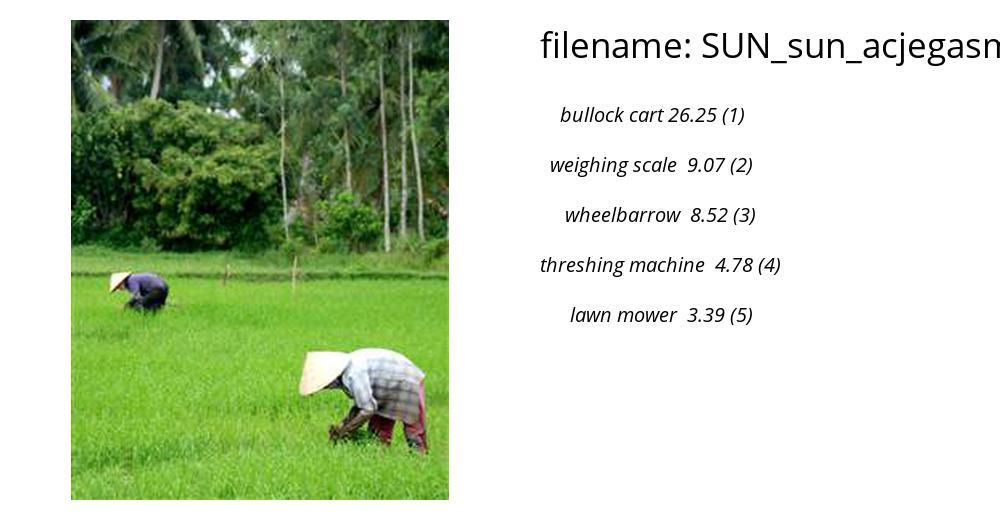 filename: SUN_sun_acjegasm
bullock cart 26.25 (1)
weighing scale 9.07 (2)
wheelbarrow 8.52 (3)
threshing machine 4.78 (4)
lawn mower 3.39 (5)